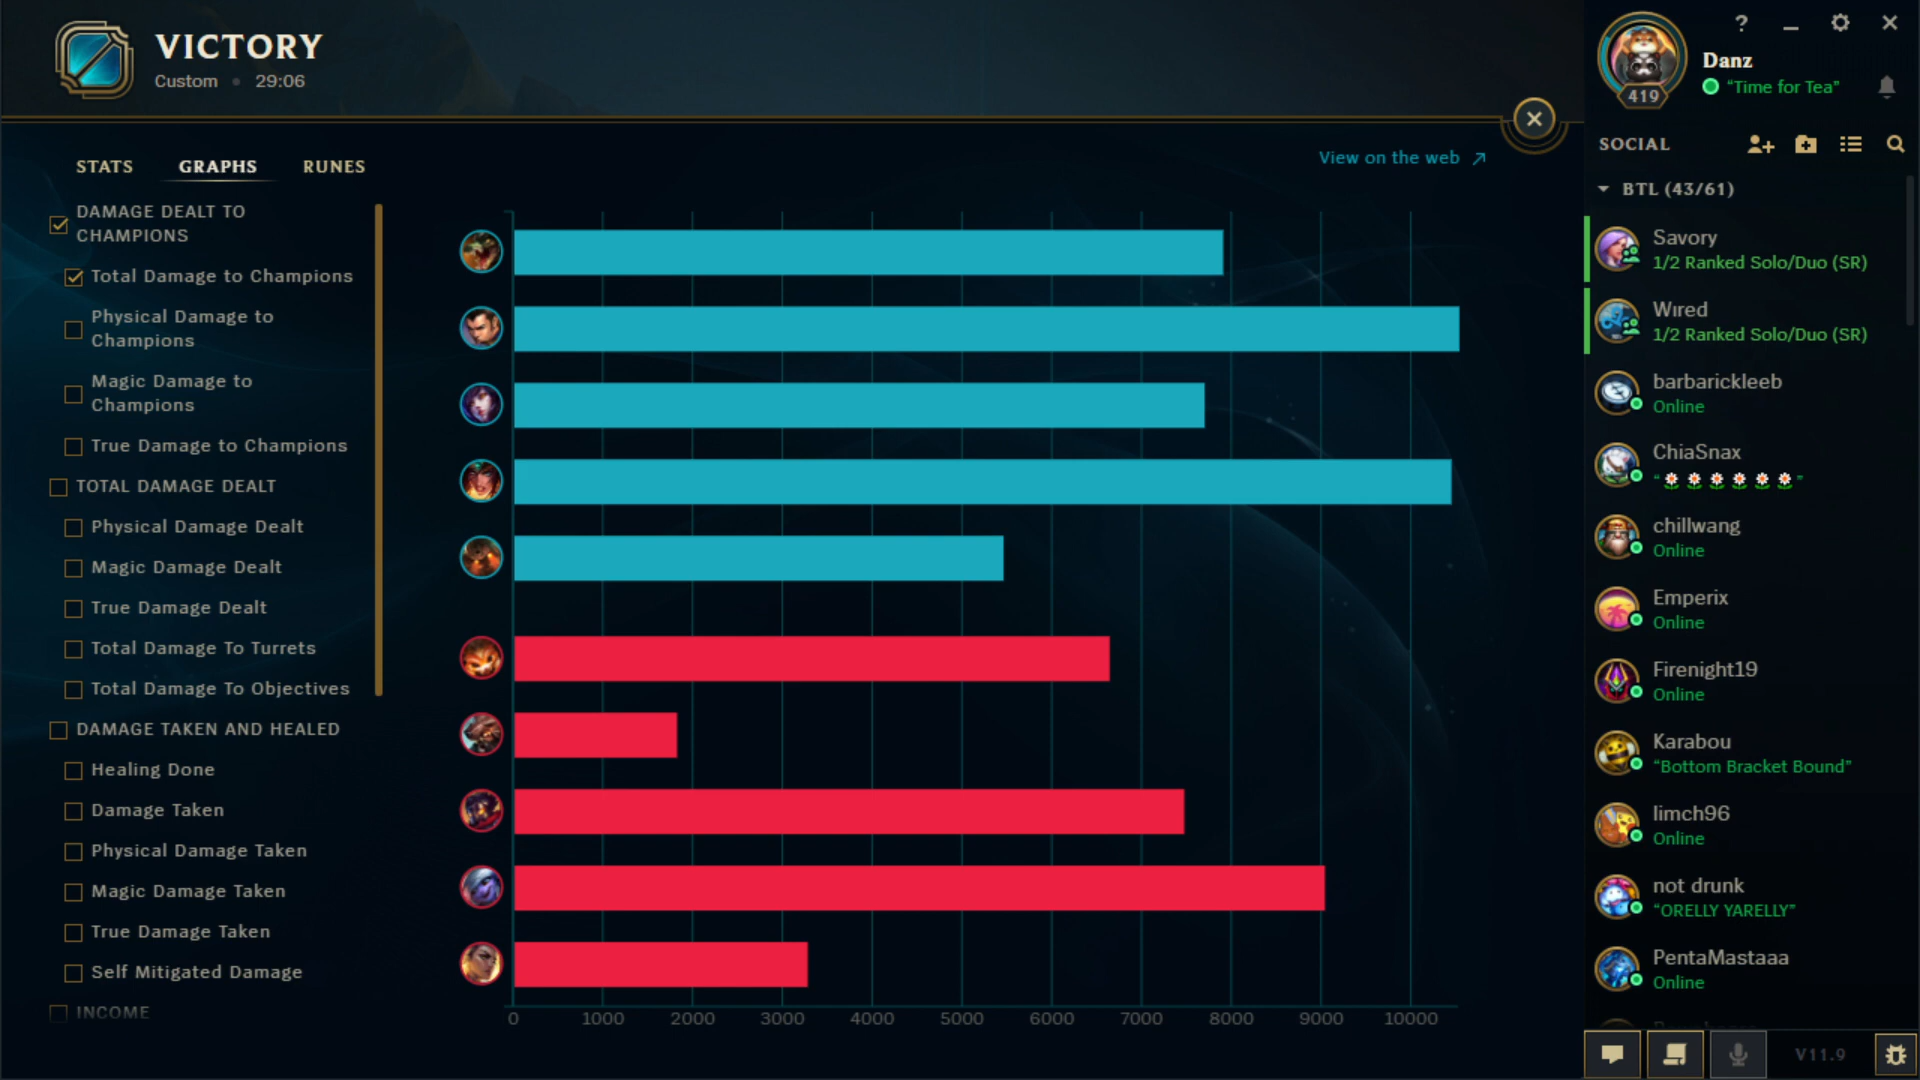 VICTORY
Custom • 29:06
STATS GRAPHS RUNES
View on the web
DAMAGE DEALT TO
CHAMPIONS
Total Damage to Champions
Physical Damage to
Champions
Magic Damage to
Champions
True Damage to Champions
TOTAL DAMAGE DEALT
Physical Damage Dealt
Magic Damage Dealt
True Damage Dealt
Total Damage To Turrets
Total Damage To Objectives
DAMAGE TAKEN AND HEALED
Healing Done
Damage Taken
Physical Damage Taken
Magic Damage Taken
True Damage Taken
Self Mitigated Damage
INCOME
0 1000 2000 3000 4000 5000 6000 7000 8000 9000 10000
419
Danz
“Time for Tea”
SOCIAL
BTL (43/61)
Savory
1/2 Ranked Solo/Duo (SR)
Wired
1/2 Ranked Solo/Duo (SR)
barbarickleeb
Online
ChiaSnax
“🌼🌼🌼🌼🌼🌼”
chillwang
Online
Emperix
Online
Firenight19
Online
Karabou
“Bottom Bracket Bound”
limch96
Online
not drunk
“ORELLY YARELLY”
PentaMastaaa
Online
V11.9